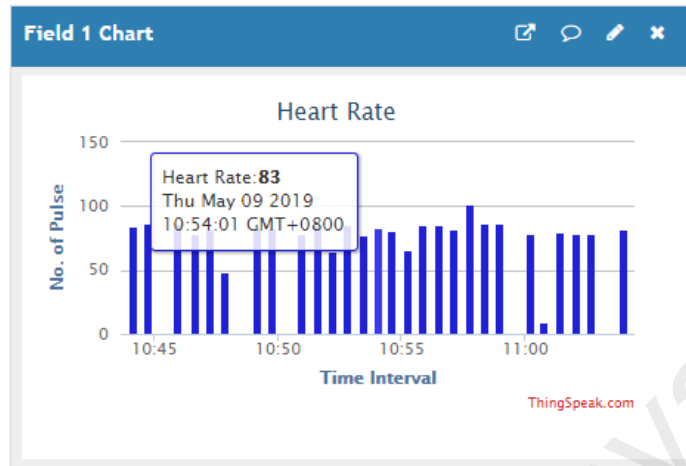 Field 1 Chart
Heart Rate
150
100
50
0
No. of Pulse
Heart Rate:83
Thu May 09 2019
10:54:01 GMT+0800
10:45
10:50
10:55
11:00
Time Interval
ThingSpeak.com